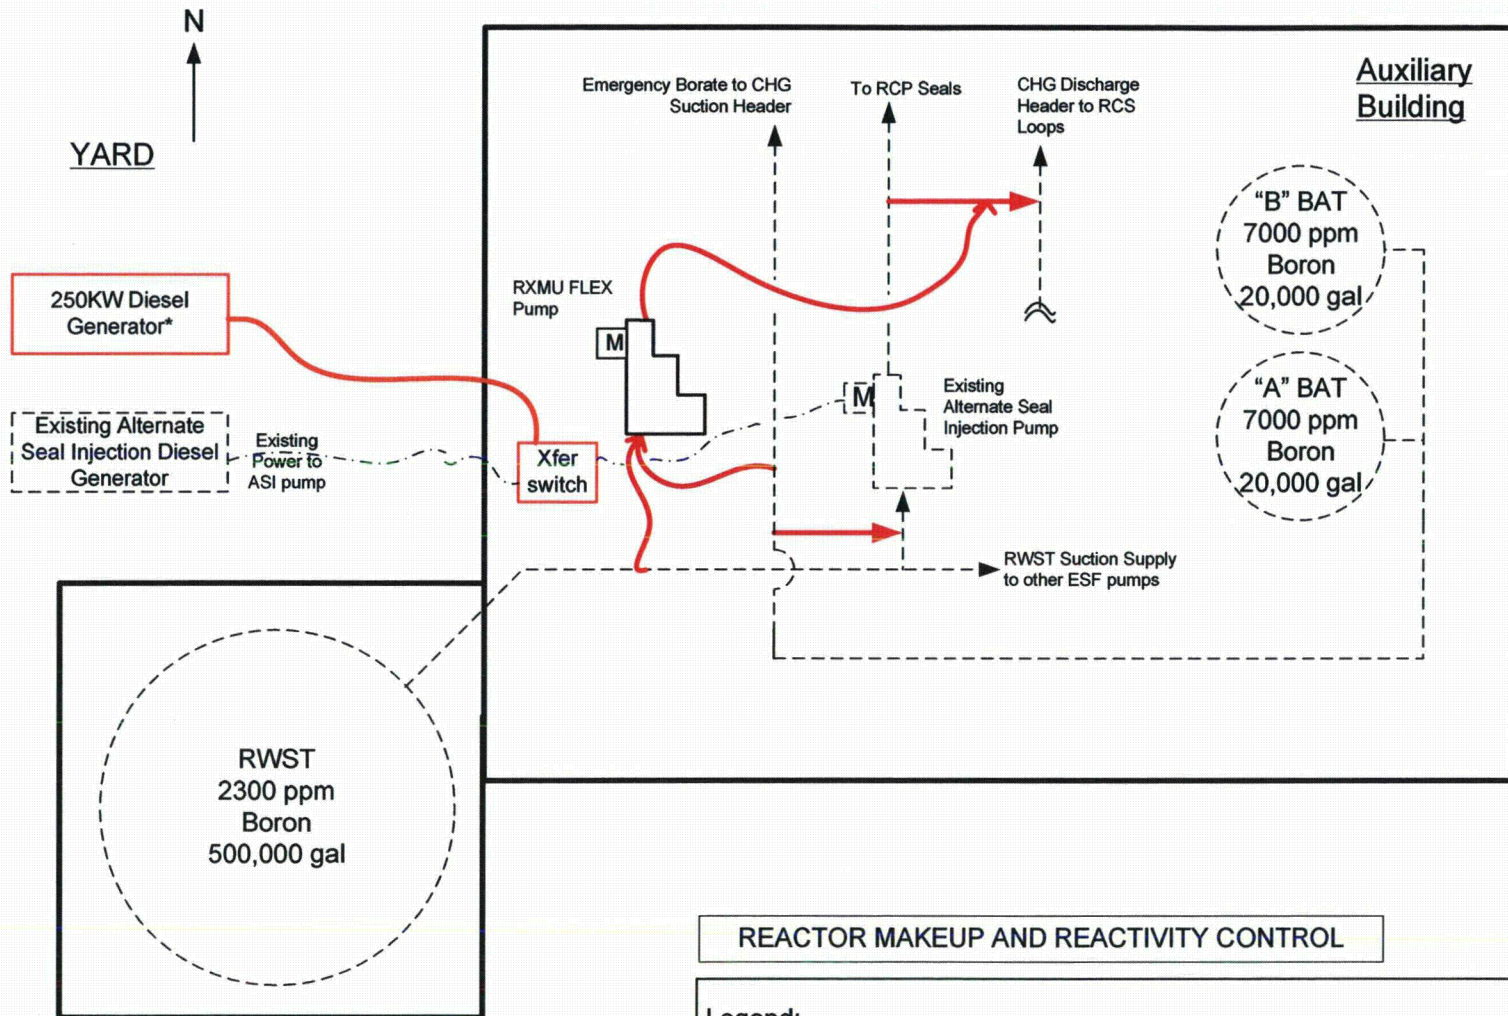 N
YARD
Auxiliary
Building
Emergency Borate to CHG
Suction Header
To RCP Seals
CHG Discharge
Header to RCS
Loops
"B" BAT
7000 ppm
Boron
20,000 gal
250KW Diesel
Generator*
RXMU FLEX
Pump
M
"A" BAT
7000 ppm
Boron
20,000 gal
Existing Alternate
Seal Injection Diesel
Generator
Existing
Power to
ASI pump
Xfer
switch
M
Existing
Alternate Seal
Injection Pump
RWST Suction Supply
to other ESF pumps
RWST
2300 ppm
Boron
500,000 gal
REACTOR MAKEUP AND REACTIVITY CONTROL
Legend: